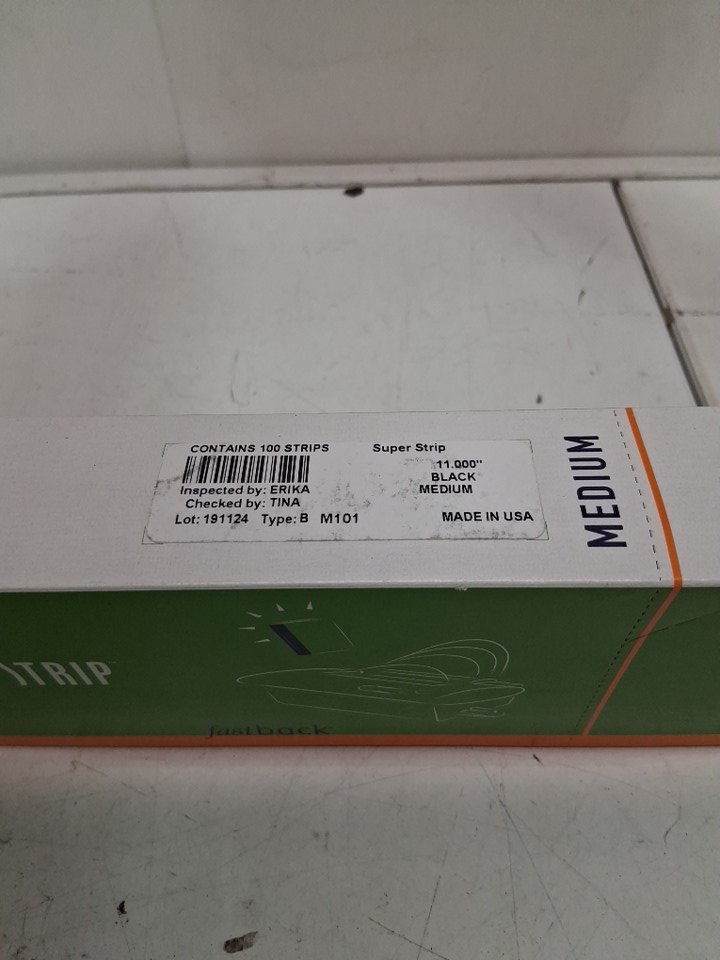 CONTAINS 100 STRIPS Super Strip
11.000"
BLACK
Inspected by: ERIKA MEDIUM
Checked by: TINA
Lot: 191124 Type: B M101 MADE IN USA
MEDIUM
STRIP
fastback